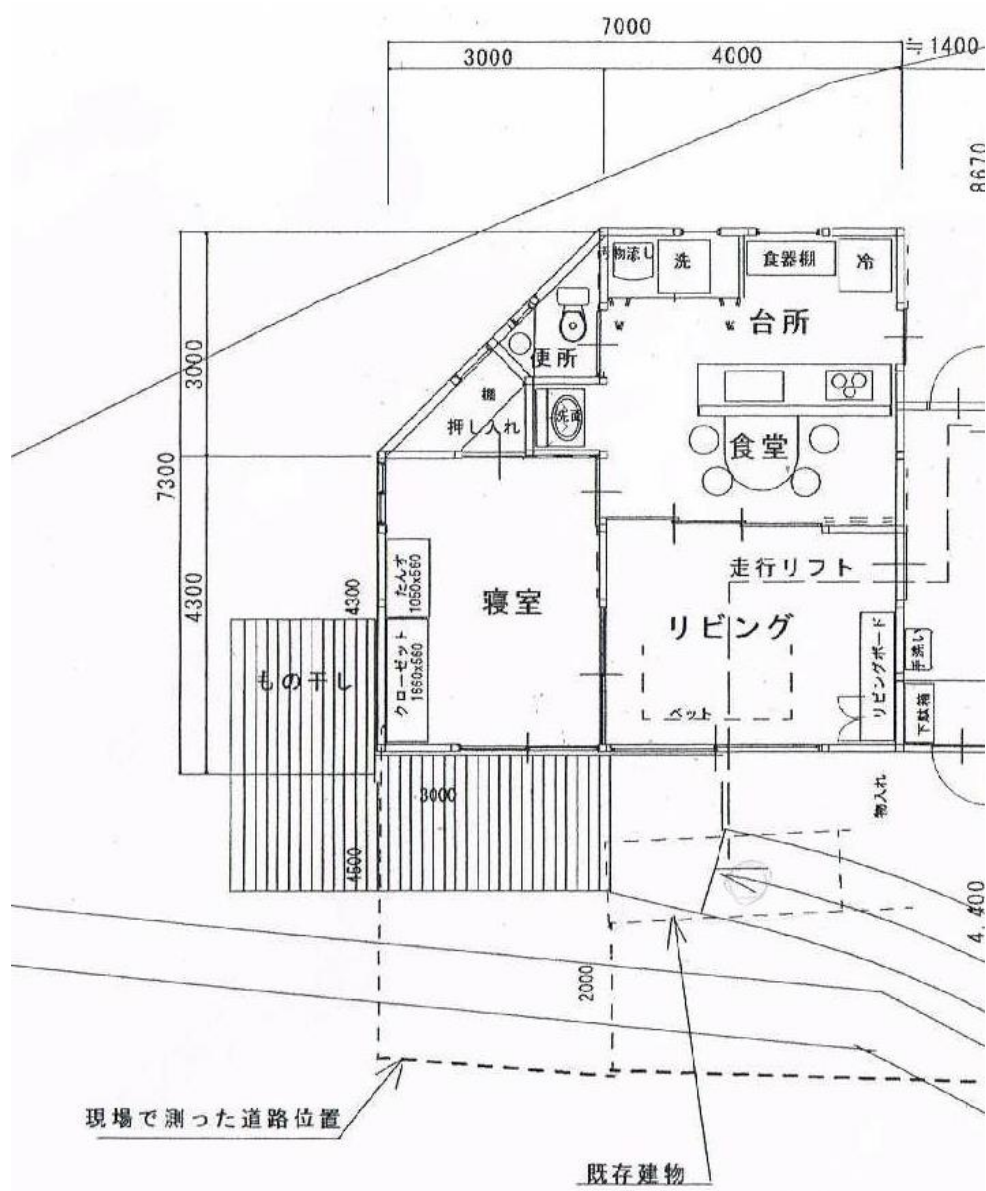 7000
3000
4000
≒1400
8670
汚物流し
洗
食器棚
冷
台所
便所
3000
棚
押し入れ
洗面
食堂
7300
走行リフト
たんす
1050x560
寝室
4300
4300
リビング
クローゼット
1660x560
リビングボード
手洗い
もの干し
ベット
下駄箱
3000
物入れ
4500
4,400
2000
現場で測った道路位置
既存建物